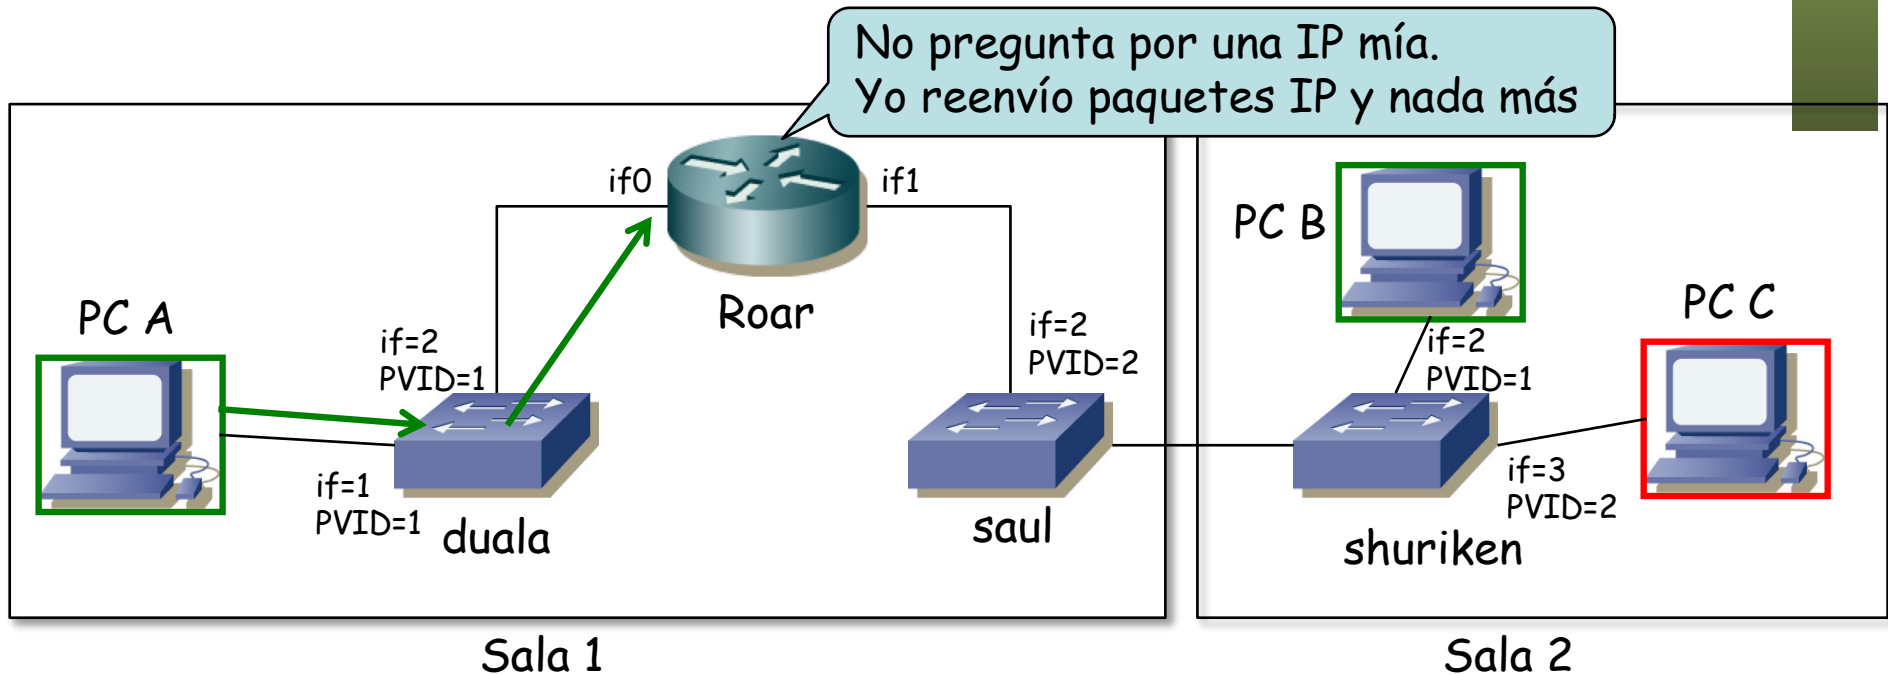 No pregunta por una IP mía.
Yo reenvío paquetes IP y nada más
if0
if1
PC B
Roar
PC A
PC C
if=2
PVID=1
if=2
PVID=2
if=2
PVID=1
if=1
PVID=1
duala
saul
if=3
PVID=2
shuriken
Sala 1
Sala 2